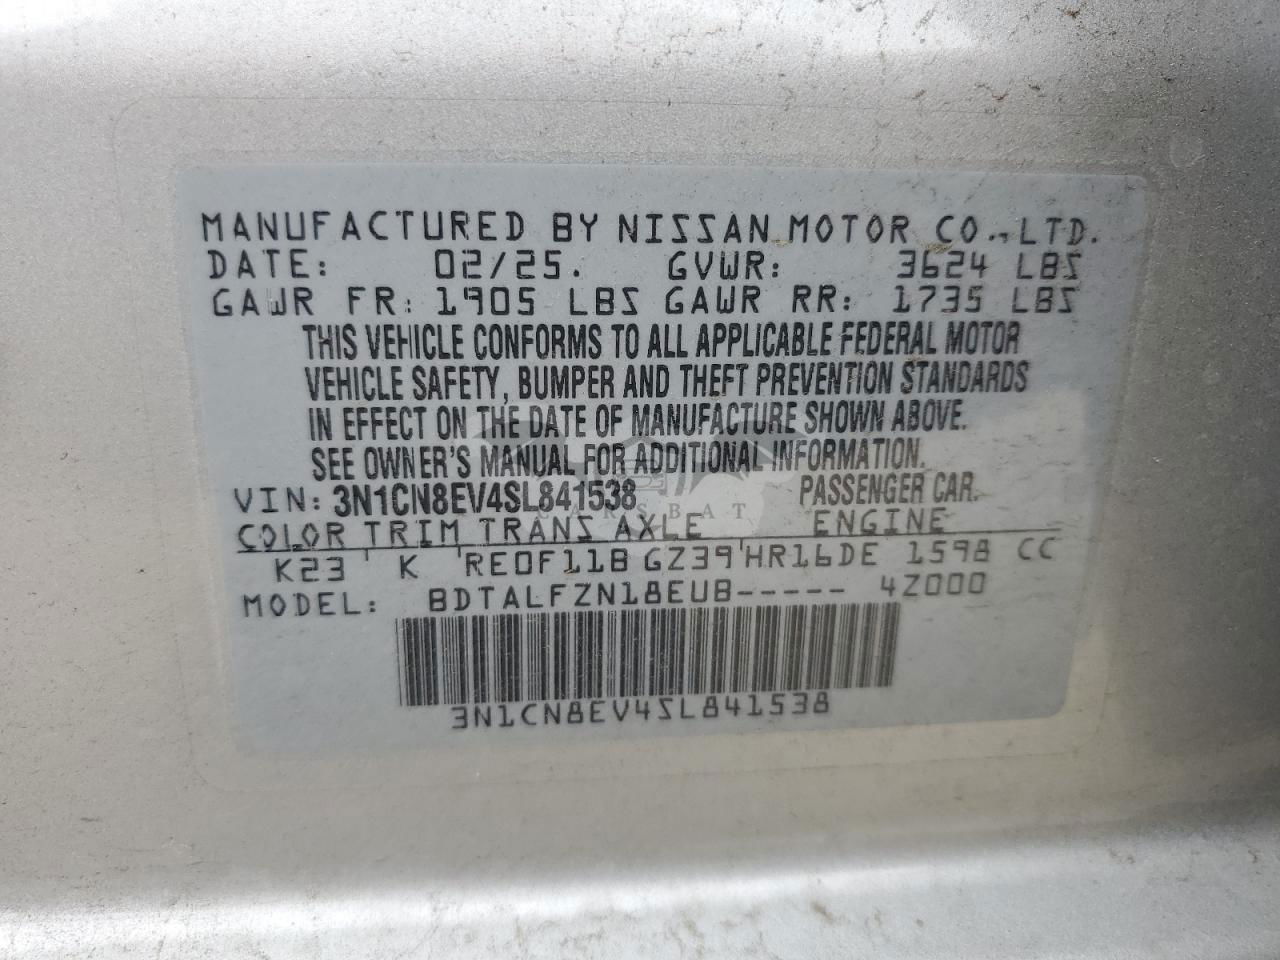 MANUFACTURED BY NISSAN MOTOR CO., LTD.
DATE: 02/25. GVWR: 3624 LBS
GAWR FR: 1905 LBS GAWR RR: 1735 LBS
THIS VEHICLE CONFORMS TO ALL APPLICABLE FEDERAL MOTOR
VEHICLE SAFETY, BUMPER AND THEFT PREVENTION STANDARDS
IN EFFECT ON THE DATE OF MANUFACTURE SHOWN ABOVE.
SEE OWNER'S MANUAL FOR ADDITIONAL INFORMATION.
VIN: 3N1CN8EV4SL841538 PASSENGER CAR.
CARSBAT
COLOR TRIM TRANS AXLE ENGINE
K23 K RE0F11B GZ39 HR16DE 1598 CC
MODEL: BDTALFZN18EUB----- 4Z000
3N1CN8EV4SL841538